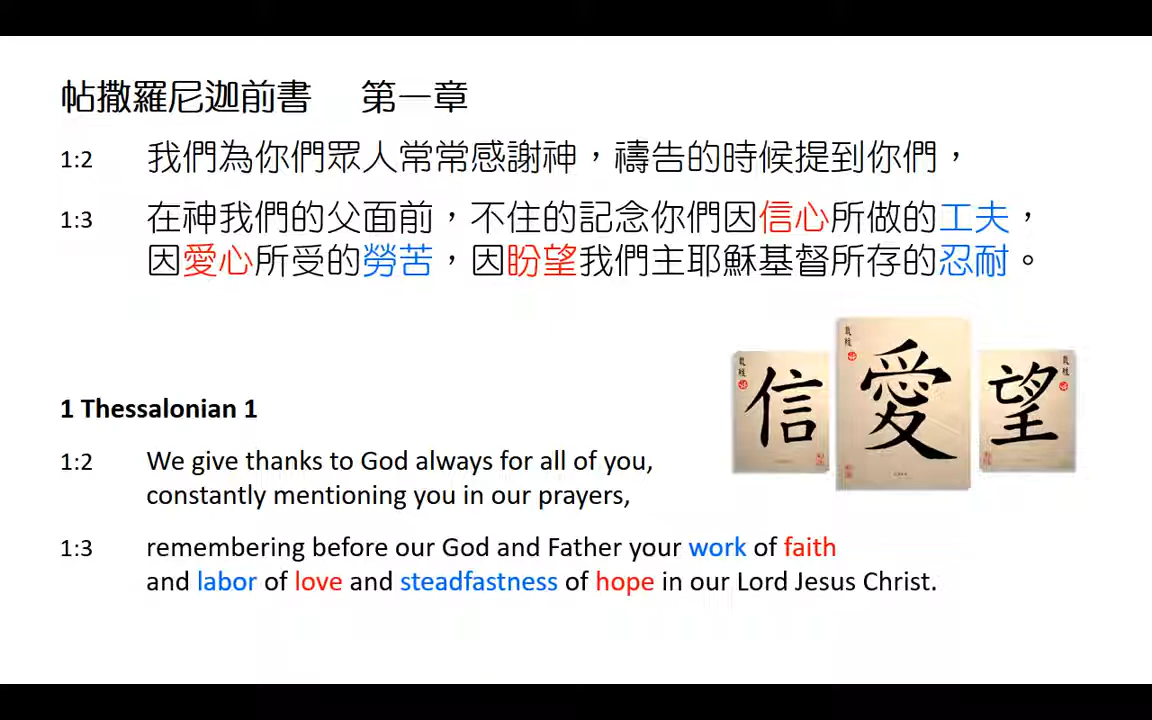 帖撒羅尼迦前書 第一章
1:2 我們為你們眾人常常感謝神，禱告的時候提到你們，
1:3 在神我們的父面前，不住的記念你們因信心所做的工夫，
因愛心所受的勞苦，因盼望我們主耶穌基督所存的忍耐。
信
愛
望
1 Thessalonian 1
1:2 We give thanks to God always for all of you,
constantly mentioning you in our prayers,
1:3 remembering before our God and Father your work of faith
and labor of love and steadfastness of hope in our Lord Jesus Christ.